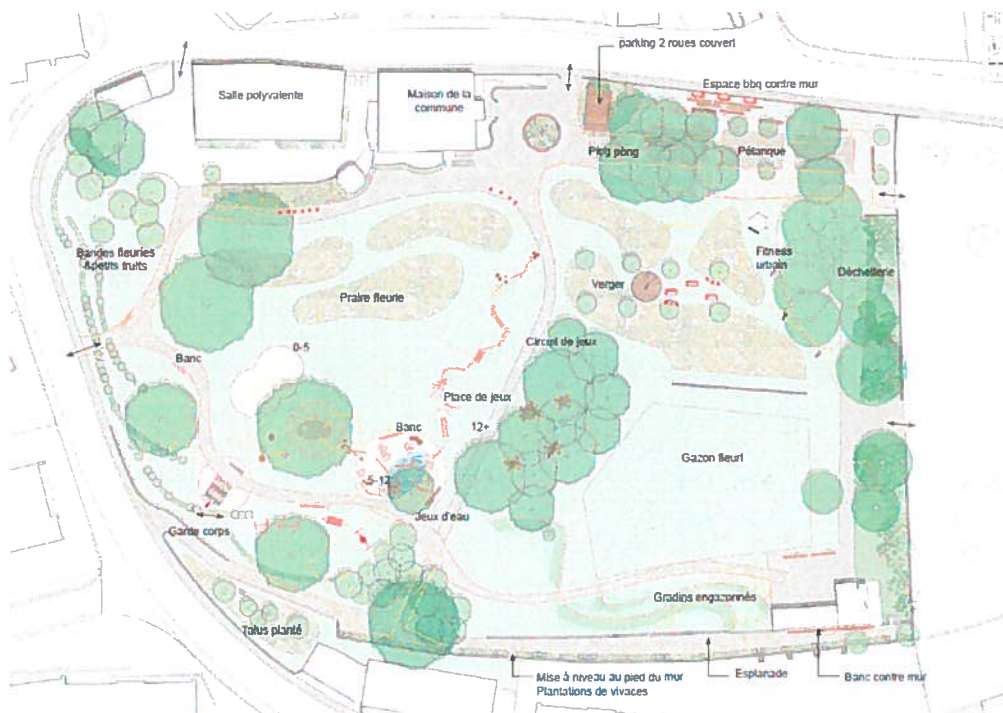 parking 2 roues couvert
Espace bbq contre mur
Salle polyvalente
Maison de la
commune
Ping pong
Pétanque
Bandes fleuries
&petits fruits
Fitness
urbain
Déchetterie
Verger
Praire fleurie
0-5
Circuit de jeux
Banc
Place de jeux
Banc
12+
Gazon fleuri
5-12
Jeux d'eau
Garde corps
Gradins engazonnés
Talus planté
Mise à niveau au pied du mur
Plantations de vivaces
Esplanade
Banc contre mur